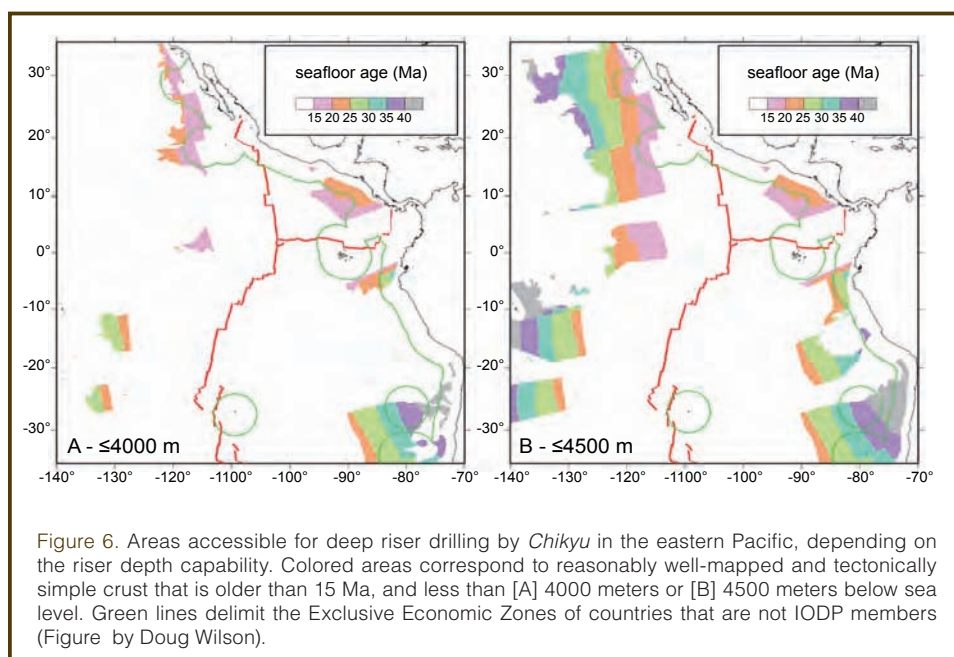 seafloor age (Ma)
15 20 25 30 35 40
seafloor age (Ma)
15 20 25 30 35 40
30°
20°
10°
0°
-10°
-20°
-30°
30°
20°
10°
0°
-10°
-20°
-30°
A - ≤4000 m
B - ≤4500 m
-140° -130° -120° -110° -100° -90° -80° -70°
-140° -130° -120° -110° -100° -90° -80° -70°
Figure 6. Areas accessible for deep riser drilling by Chikyu in the eastern Pacific, depending on
the riser depth capability. Colored areas correspond to reasonably well-mapped and tectonically
simple crust that is older than 15 Ma, and less than [A] 4000 meters or [B] 4500 meters below sea
level. Green lines delimit the Exclusive Economic Zones of countries that are not IODP members
(Figure by Doug Wilson).